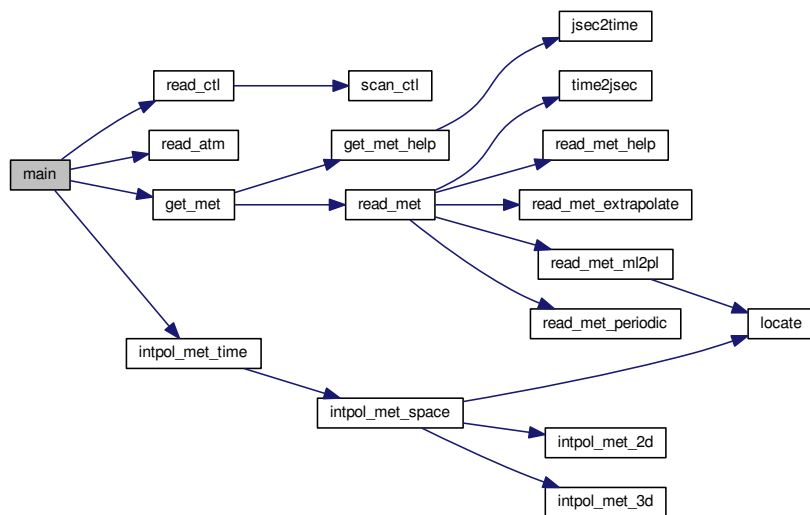 jsec2time
read_ctl
scan_ctl
time2jsec
read_atm
get_met_help
read_met_help
main
get_met
read_met
read_met_extrapolate
read_met_ml2pl
read_met_periodic
locate
intpol_met_time
intpol_met_space
intpol_met_2d
intpol_met_3d